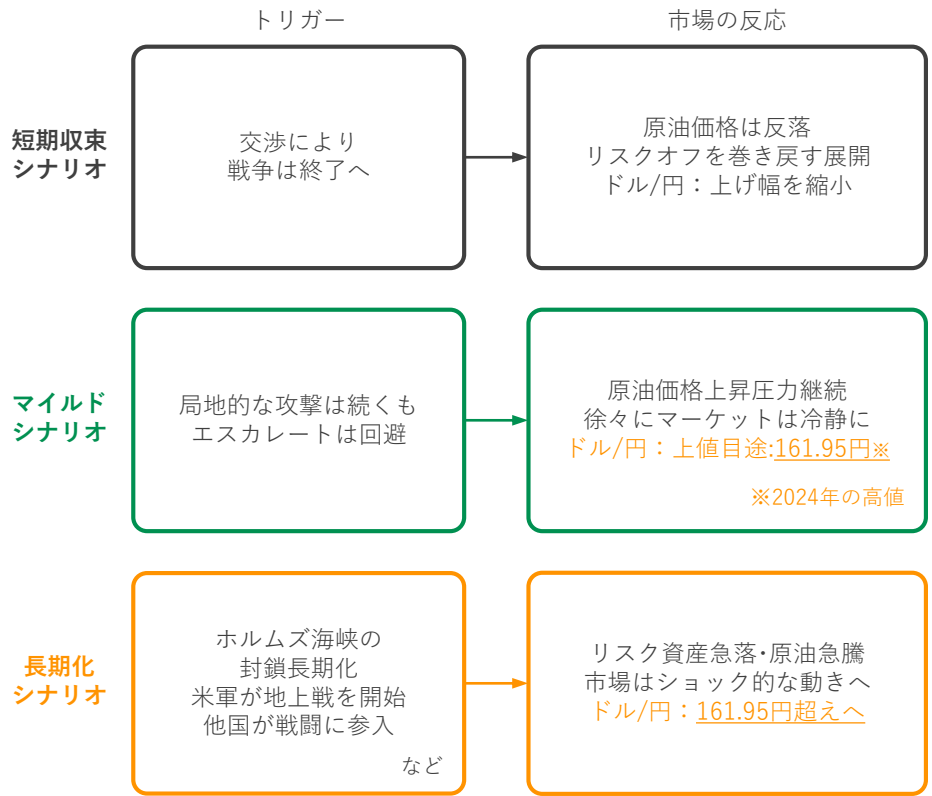 トリガー
市場の反応
短期収束
シナリオ
交渉により
戦争は終了へ
原油価格は反落
リスクオフを巻き戻す展開
ドル/円：上げ幅を縮小
マイルド
シナリオ
局地的な攻撃は続くも
エスカレートは回避
原油価格上昇圧力継続
徐々にマーケットは冷静に
ドル/円：上値目途:161.95円※
※2024年の高値
長期化
シナリオ
ホルムズ海峡の
封鎖長期化
米軍が地上戦を開始
他国が戦闘に参入
など
リスク資産急落･原油急騰
市場はショック的な動きへ
ドル/円：161.95円超えへ